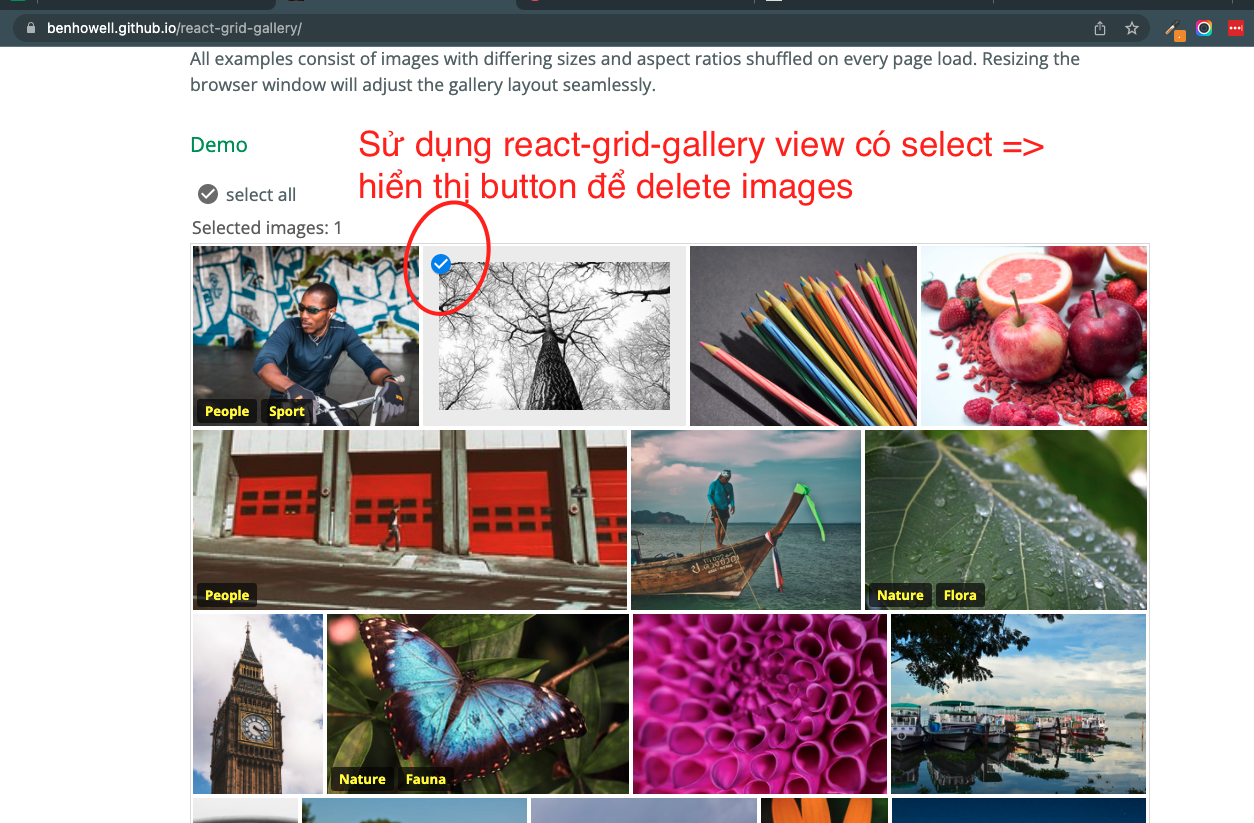 benhowell.github.io/react-grid-gallery/
All examples consist of images with differing sizes and aspect ratios shuffled on every page load. Resizing the
browser window will adjust the gallery layout seamlessly.
Demo
Sử dụng react-grid-gallery view có select =>
hiển thị button để delete images
select all
Selected images: 1
People Sport
People
Nature Flora
Nature Fauna